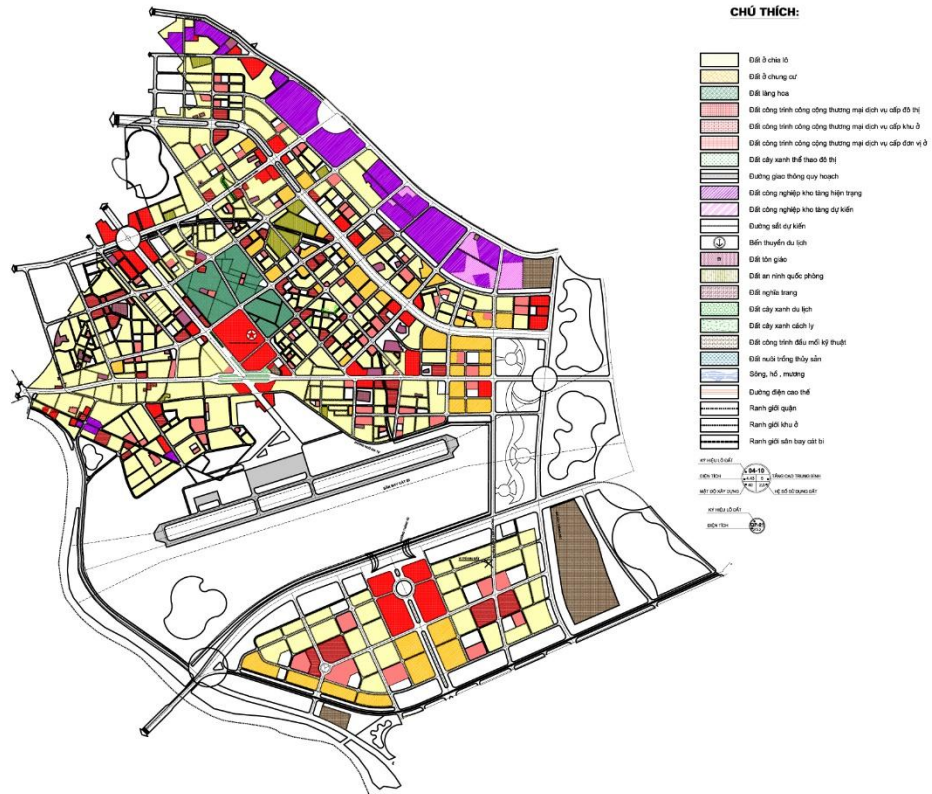 CHÚ THÍCH:
Đất ở chia lô
Đất ở chung cư
Đất làng hoa
Đất công trình công cộng thương mại dịch vụ cấp đô thị
Đất công trình công cộng thương mại dịch vụ cấp khu ở
Đất công trình công cộng thương mại dịch vụ cấp đơn vị ở
Đất cây xanh thể thao đô thị
Đường giao thông quy hoạch
Đất công nghiệp kho tàng hiện trạng
Đất công nghiệp kho tàng dự kiến
Đường sắt dự kiến
Bến thuyền du lịch
Đất tôn giáo
Đất an ninh quốc phòng
Đất nghĩa trang
Đất cây xanh du lịch
Đất cây xanh cách ly
Đất công trình đầu mối kỹ thuật
Đất nuôi trồng thủy sản
Sông, hồ , mương
Đường điện cao thế
Ranh giới quận
Ranh giới khu ở
Ranh giới sân bay cát bi
KÝ HIỆU LÔ ĐẤT
04-10
DIỆN TÍCH
TẦNG CAO TRUNG BÌNH
MẬT ĐỘ XÂY DỰNG
HỆ SỐ SỬ DỤNG ĐẤT
KÝ HIỆU LÔ ĐẤT
DIỆN TÍCH
SÂN BAY CÁT BI